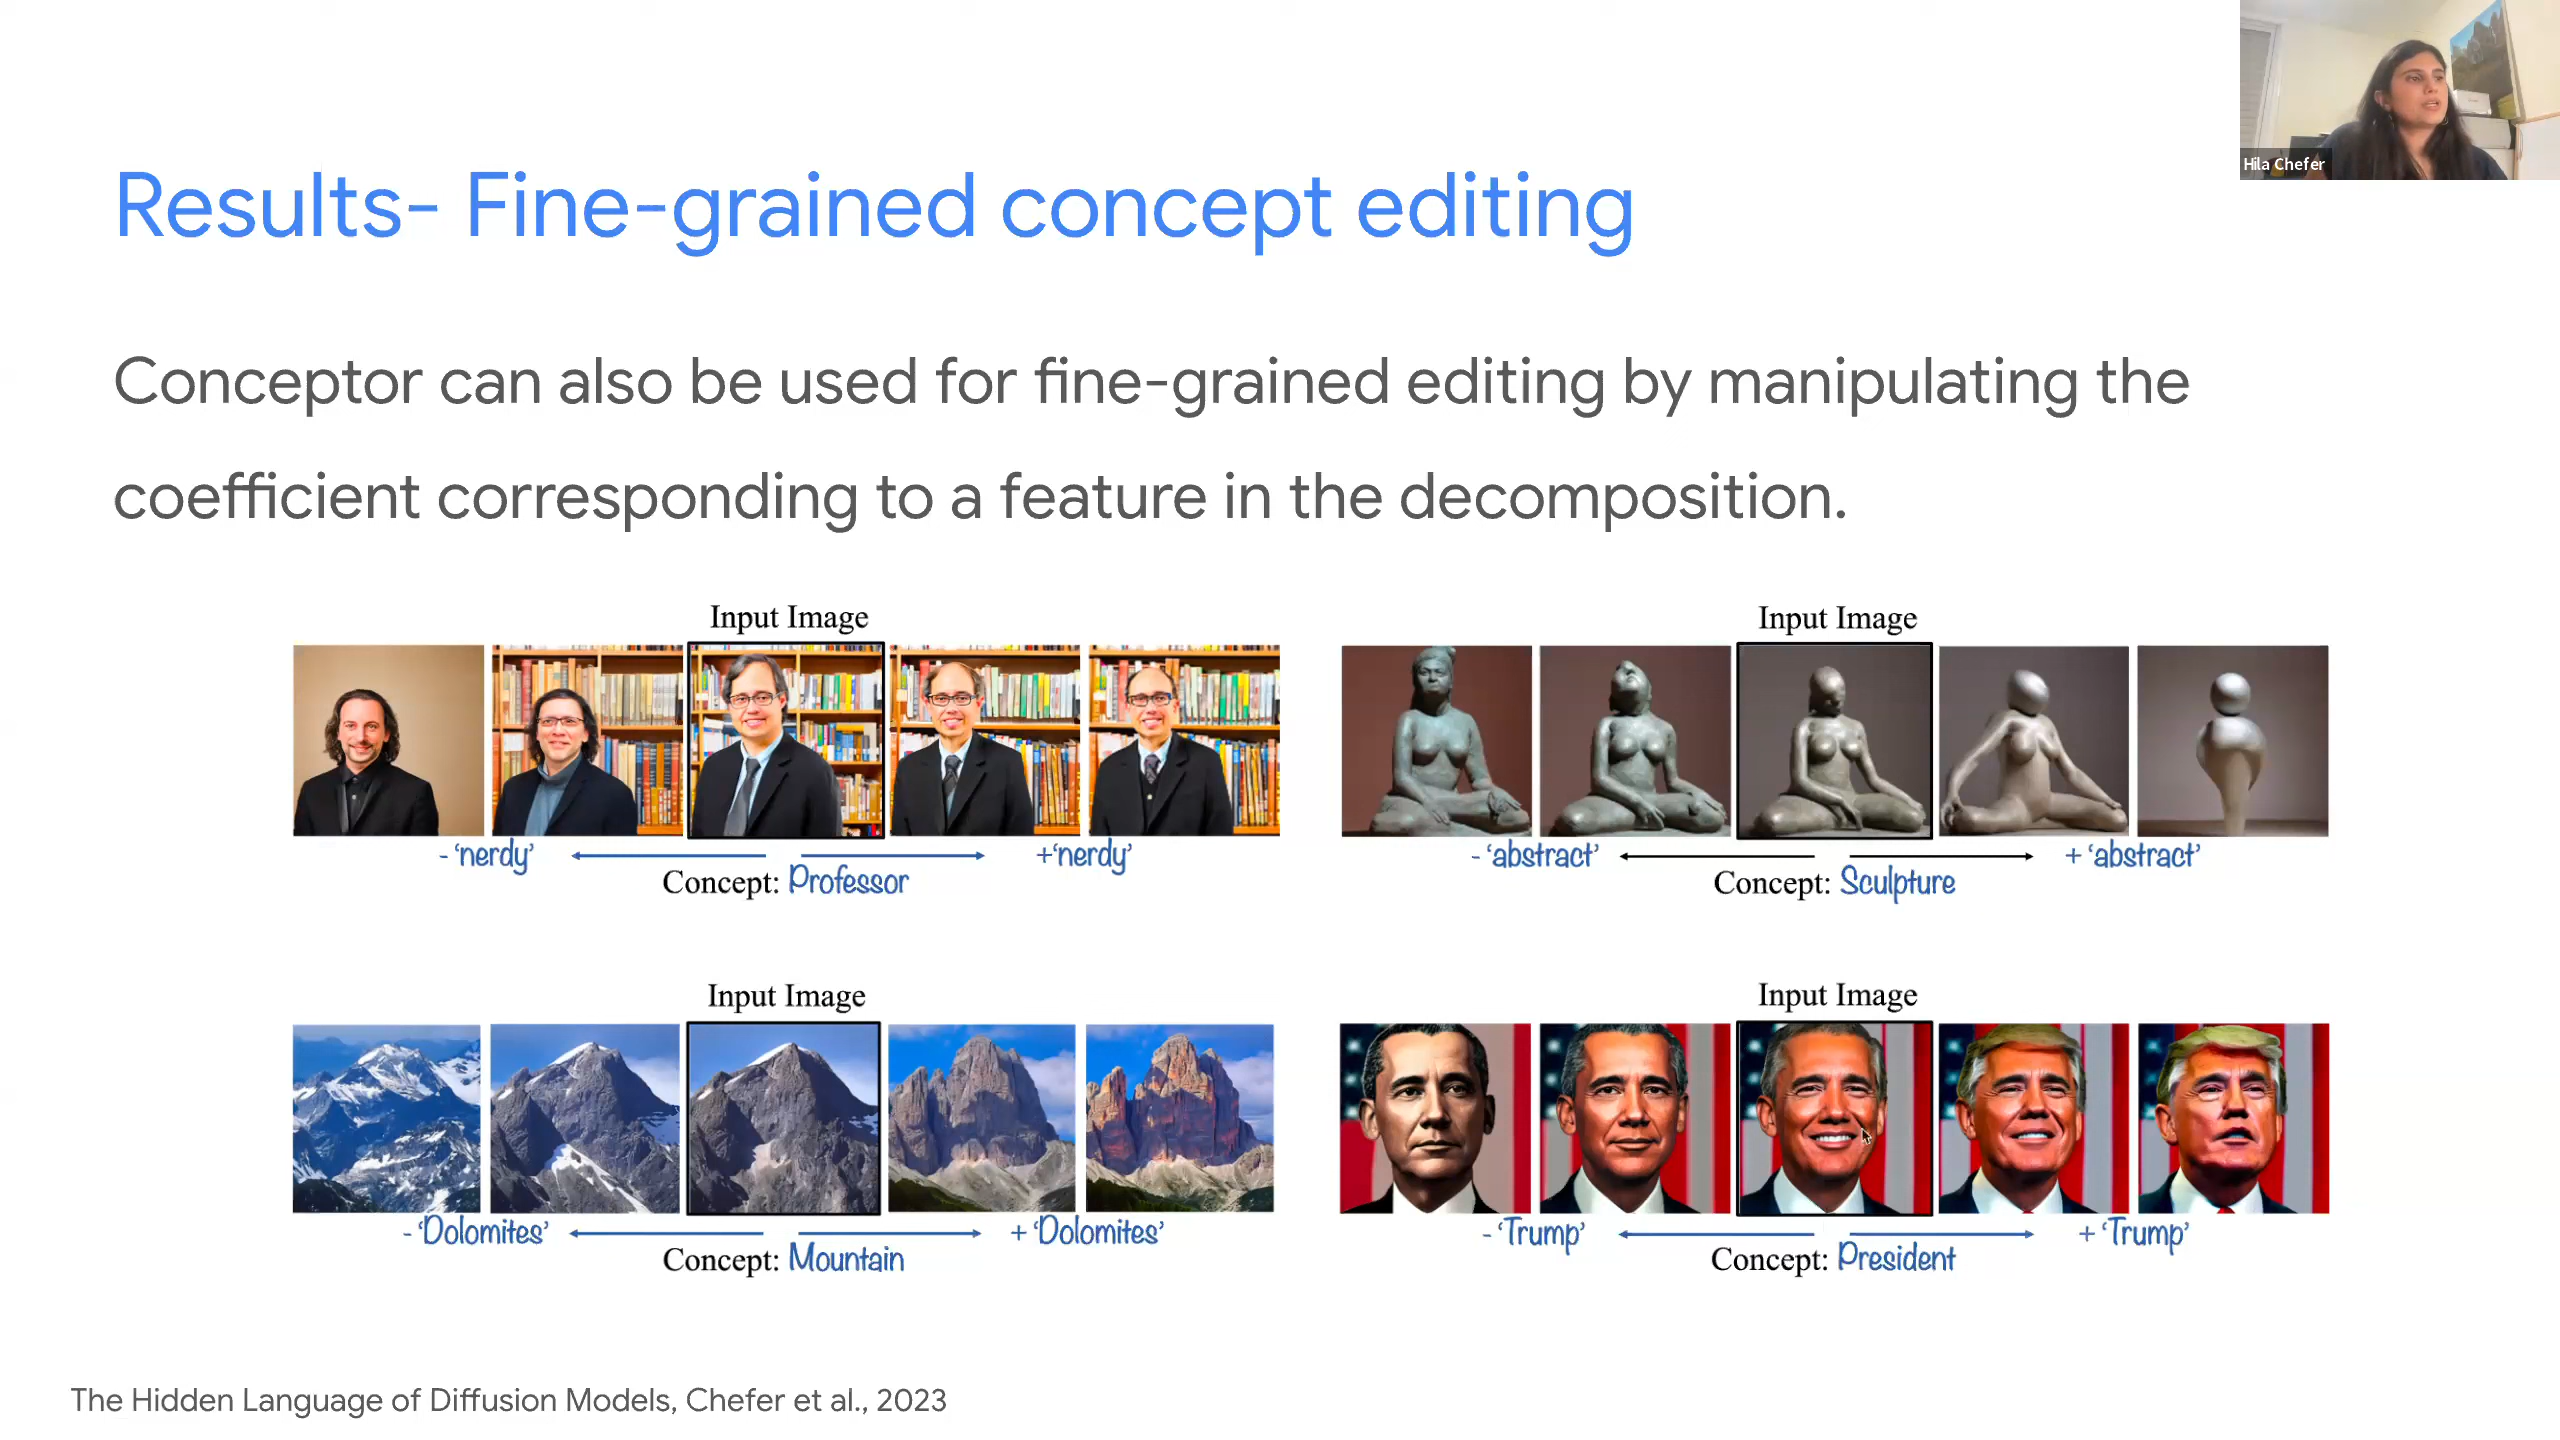 Hila Chefer
Results- Fine-grained concept editing
Conceptor can also be used for fine-grained editing by manipulating the
coefficient corresponding to a feature in the decomposition.
Input Image
- ‘nerdy’
+‘nerdy’
Concept: Professor
Input Image
- ‘abstract’
+ ‘abstract’
Concept: Sculpture
Input Image
- ‘Dolomites’
+ ‘Dolomites’
Concept: Mountain
Input Image
- ‘Trump’
+ ‘Trump’
Concept: President
The Hidden Language of Diffusion Models, Chefer et al., 2023